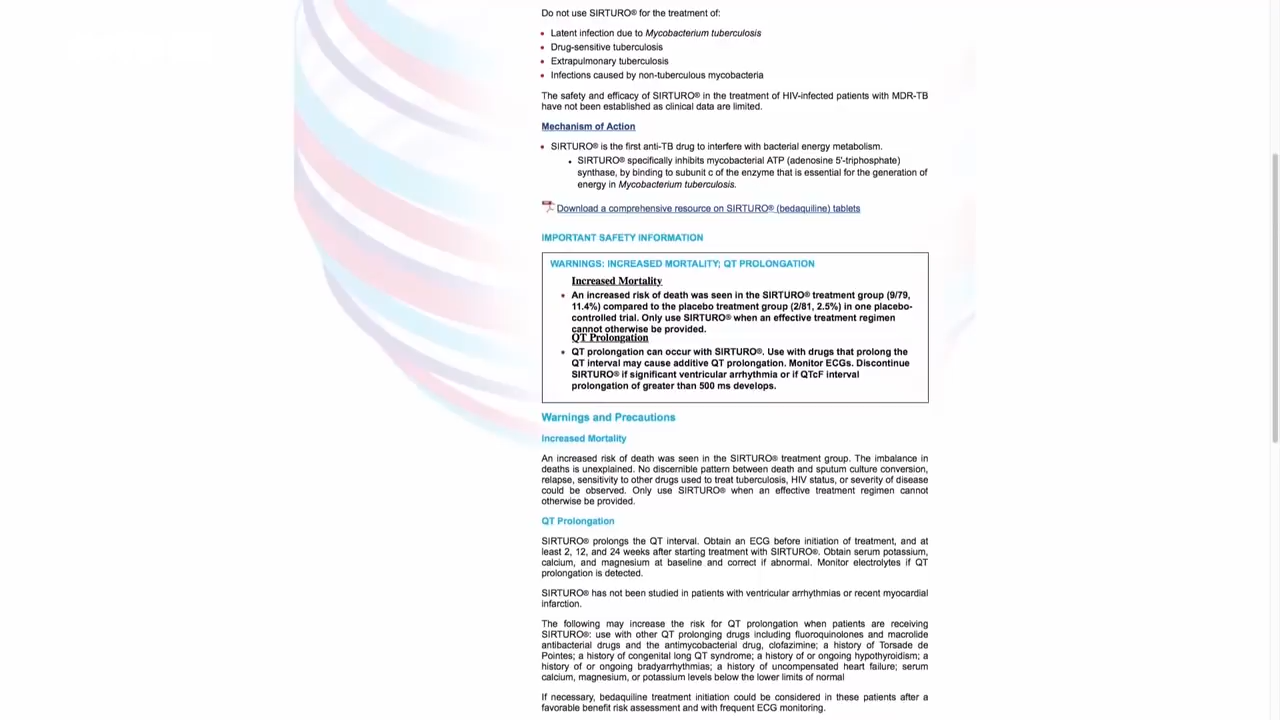 Do not use SIRTURO® for the treatment of:
• Latent infection due to Mycobacterium tuberculosis
• Drug-sensitive tuberculosis
• Extrapulmonary tuberculosis
• Infections caused by non-tuberculous mycobacteria
The safety and efficacy of SIRTURO® in the treatment of HIV-infected patients with MDR-TB
have not been established as clinical data are limited.
Mechanism of Action
• SIRTURO® is the first anti-TB drug to interfere with bacterial energy metabolism.
• SIRTURO® specifically inhibits mycobacterial ATP (adenosine 5'-triphosphate)
synthase, by binding to subunit c of the enzyme that is essential for the generation of
energy in Mycobacterium tuberculosis.
Download a comprehensive resource on SIRTURO® (bedaquiline) tablets
IMPORTANT SAFETY INFORMATION
WARNINGS: INCREASED MORTALITY; QT PROLONGATION
Increased Mortality
• An increased risk of death was seen in the SIRTURO® treatment group (9/79,
11.4%) compared to the placebo treatment group (2/81, 2.5%) in one placebo-
controlled trial. Only use SIRTURO® when an effective treatment regimen
cannot otherwise be provided.
QT Prolongation
• QT prolongation can occur with SIRTURO®. Use with drugs that prolong the
QT interval may cause additive QT prolongation. Monitor ECGs. Discontinue
SIRTURO® if significant ventricular arrhythmia or if QTcF interval
prolongation of greater than 500 ms develops.
Warnings and Precautions
Increased Mortality
An increased risk of death was seen in the SIRTURO® treatment group. The imbalance in
deaths is unexplained. No discernible pattern between death and sputum culture conversion,
relapse, sensitivity to other drugs used to treat tuberculosis, HIV status, or severity of disease
could be observed. Only use SIRTURO® when an effective treatment regimen cannot
otherwise be provided.
QT Prolongation
SIRTURO® prolongs the QT interval. Obtain an ECG before initiation of treatment, and at
least 2, 12, and 24 weeks after starting treatment with SIRTURO®. Obtain serum potassium,
calcium, and magnesium at baseline and correct if abnormal. Monitor electrolytes if QT
prolongation is detected.
SIRTURO® has not been studied in patients with ventricular arrhythmias or recent myocardial
infarction.
The following may increase the risk for QT prolongation when patients are receiving
SIRTURO®: use with other QT prolonging drugs including fluoroquinolones and macrolide
antibacterial drugs and the antimycobacterial drug, clofazimine; a history of Torsade de
Pointes; a history of congenital long QT syndrome; a history of or ongoing hypothyroidism; a
history of or ongoing bradyarrhythmias; a history of uncompensated heart failure; serum
calcium, magnesium, or potassium levels below the lower limits of normal
If necessary, bedaquiline treatment initiation could be considered in these patients after a
favorable benefit risk assessment and with frequent ECG monitoring.